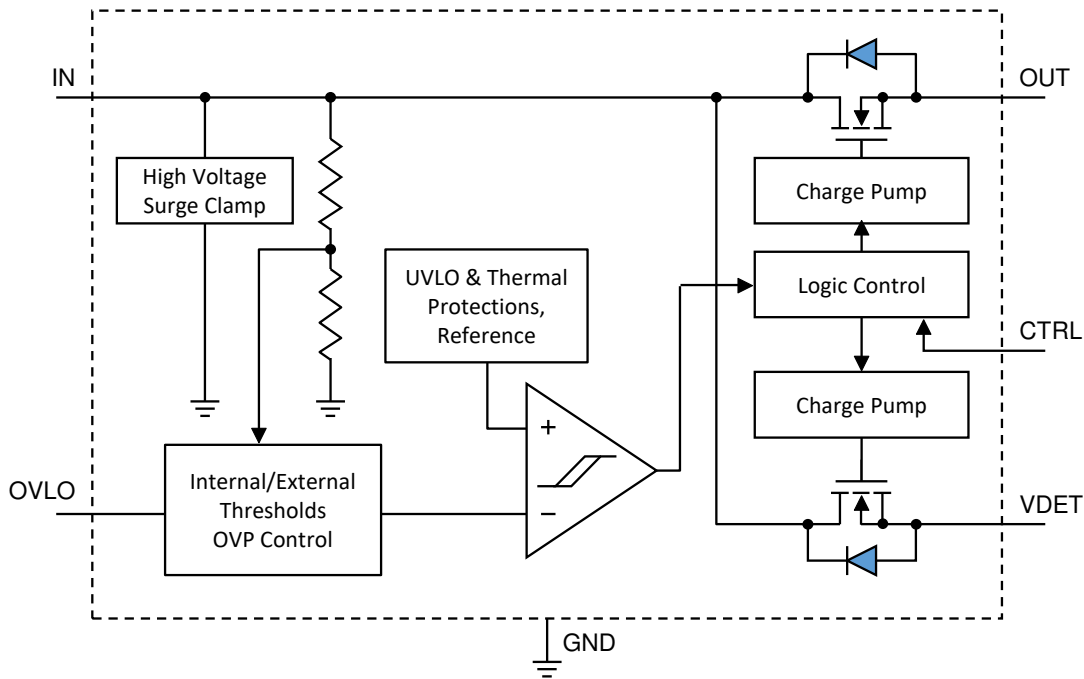 IN
OUT
High Voltage
Surge Clamp
Charge Pump
UVLO & Thermal
Protections,
Reference
Logic Control
CTRL
Charge Pump
+
OVLO
Internal/External
Thresholds
OVP Control
−
VDET
GND